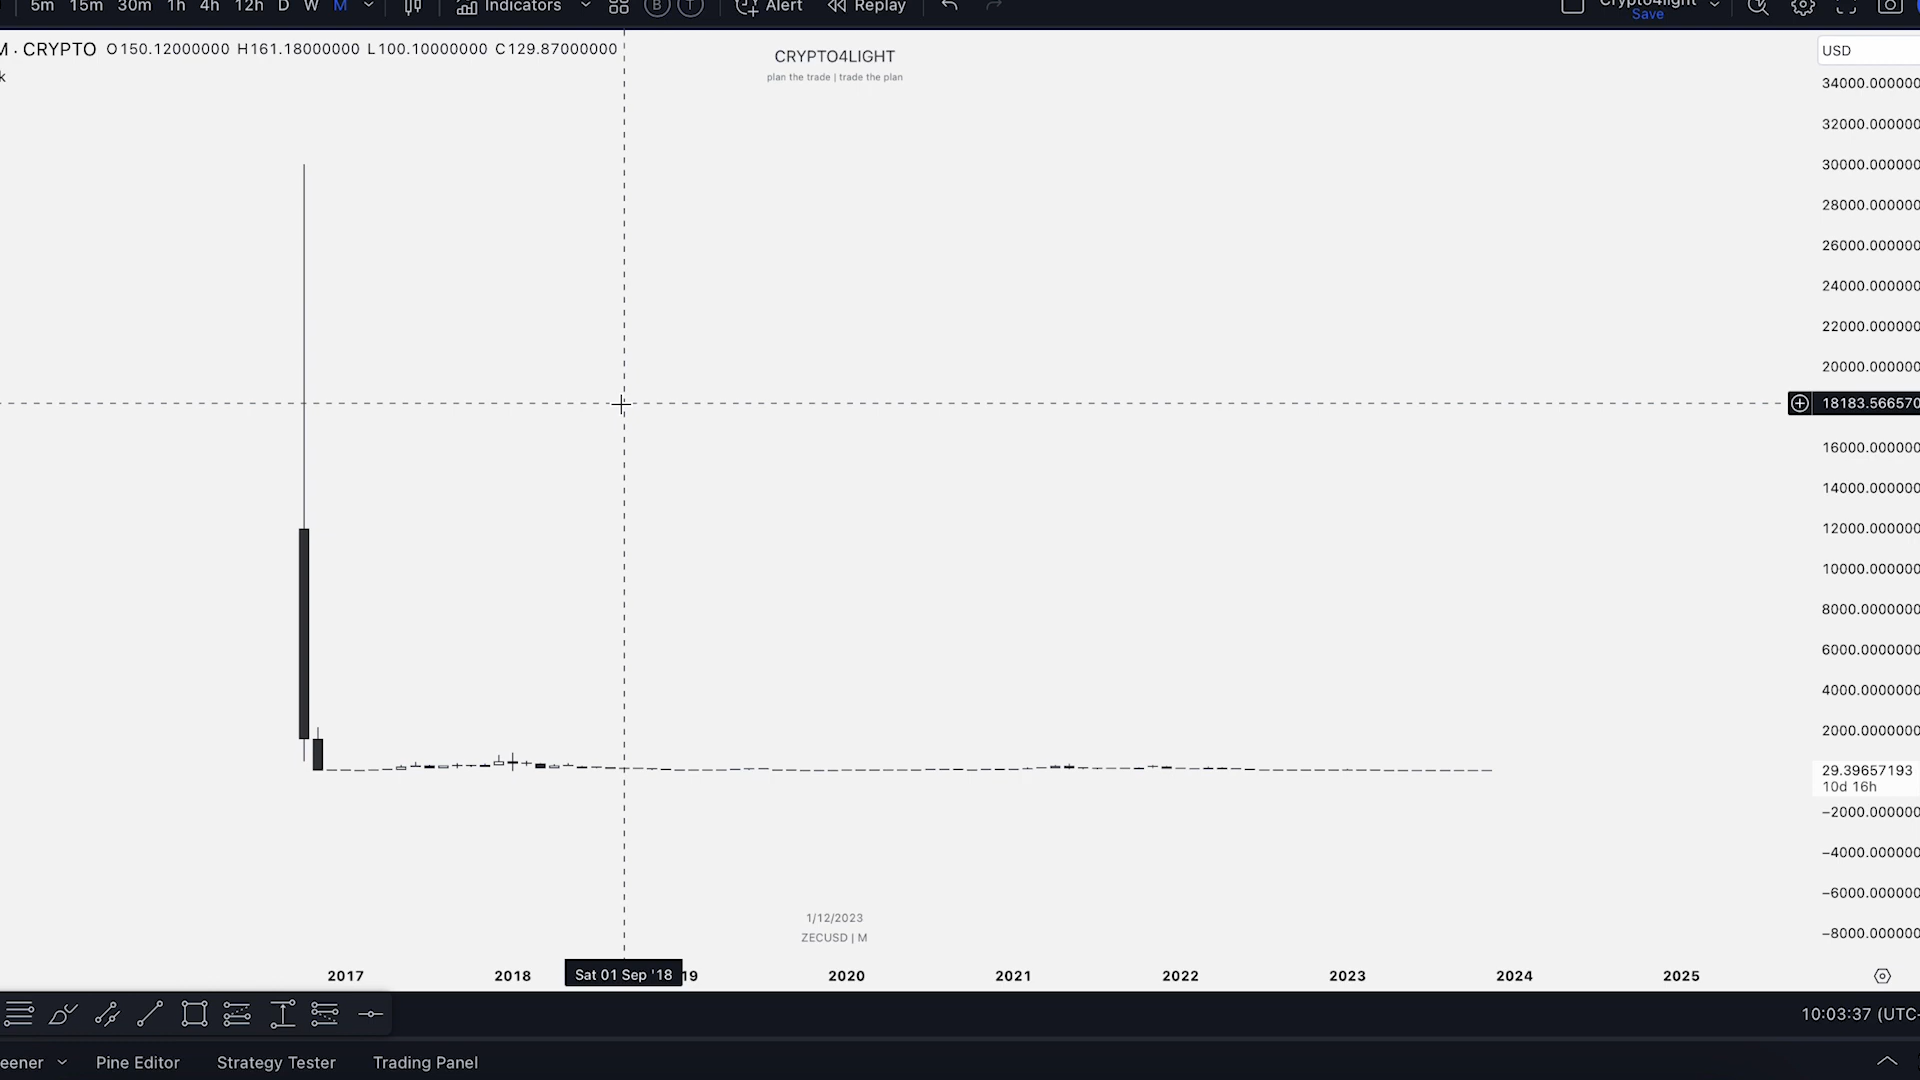 5m 15m 30m 1h 4h 12h D W M Indicators B T Alert Replay Crypto4light
Save
M · CRYPTO O150.12000000 H161.18000000 L100.10000000 C129.87000000
k
CRYPTO4LIGHT
plan the trade | trade the plan
USD
34000.000000
32000.000000
30000.000000
28000.000000
26000.000000
24000.000000
22000.000000
20000.000000
18183.566570
16000.000000
14000.000000
12000.000000
10000.000000
8000.0000000
6000.0000000
4000.0000000
2000.0000000
29.39657193
10d 16h
−2000.000000
−4000.000000
−6000.000000
−8000.000000
1/12/2023
ZECUSD | M
2017 2018 Sat 01 Sep '18 19 2020 2021 2022 2023 2024 2025
10:03:37 (UTC-
eener Pine Editor Strategy Tester Trading Panel